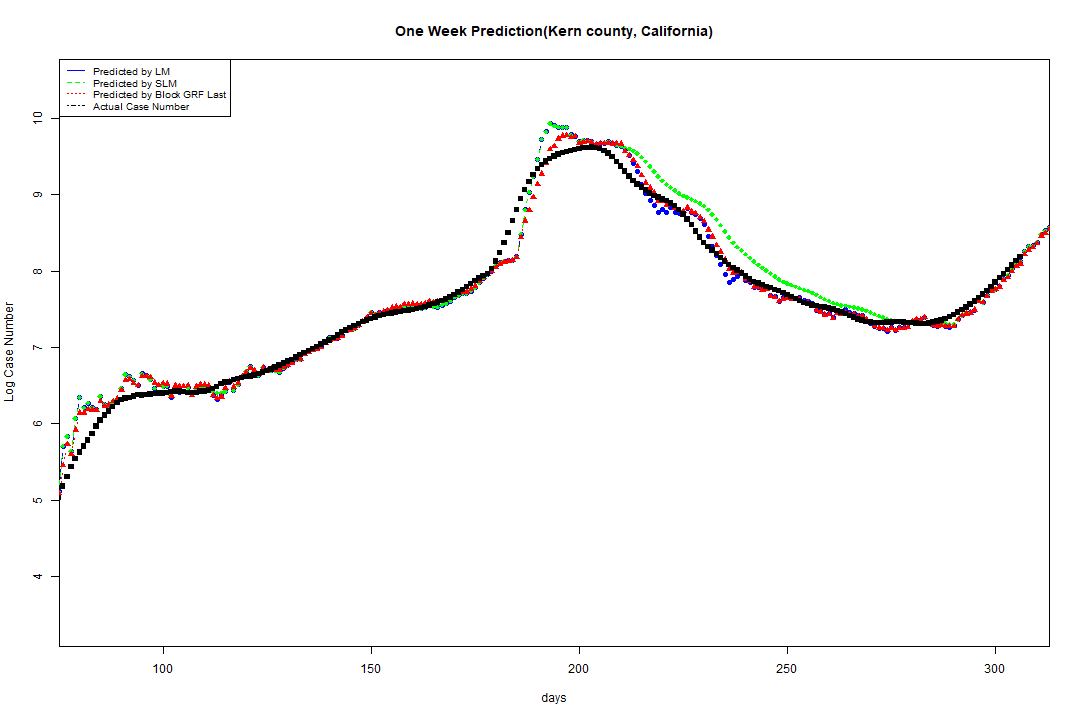 One Week Prediction(Kern county, California)
Predicted by LM
Predicted by SLM
Predicted by Block GRF Last
Actual Case Number
10
9
8
7
6
5
4
Log Case Number
100 150 200 250 300
days